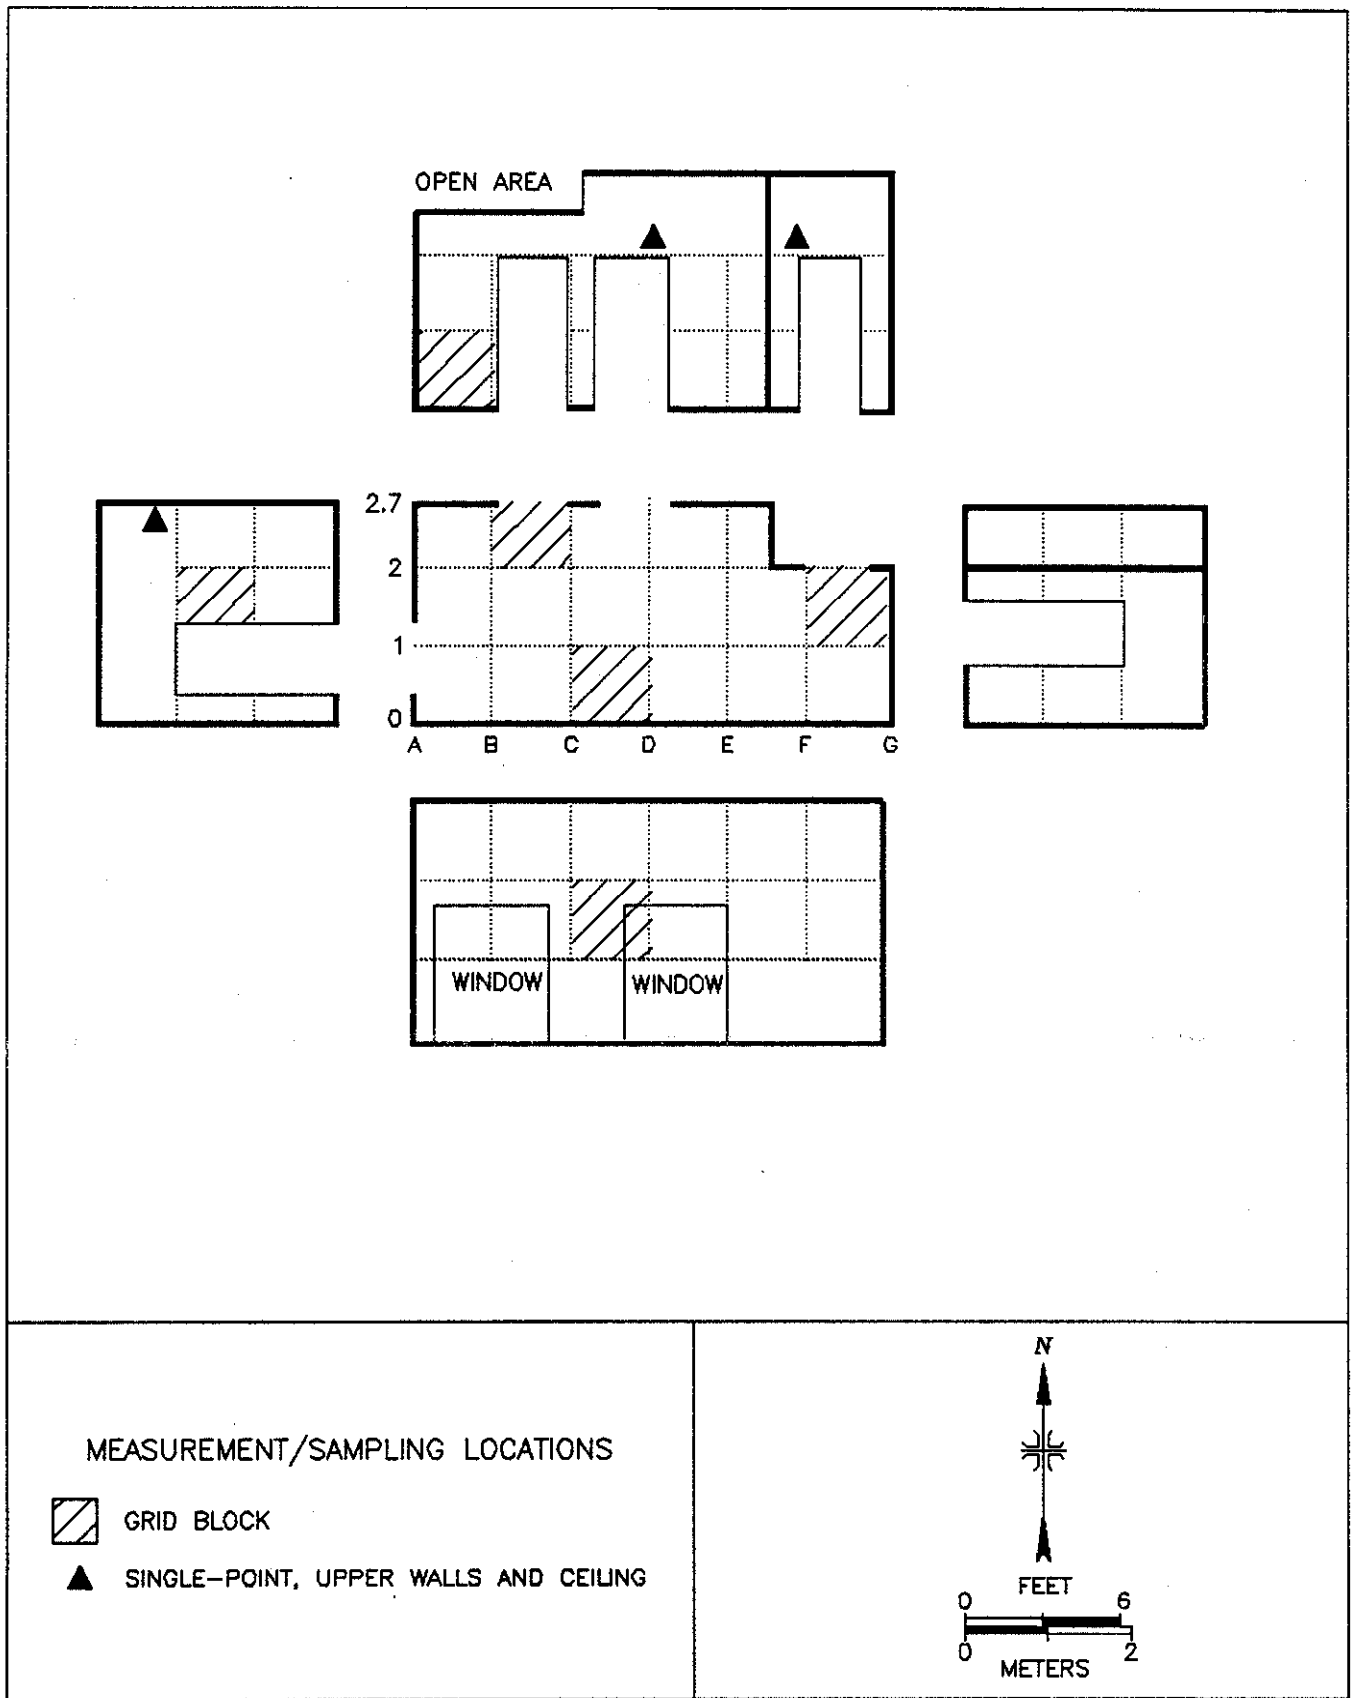 OPEN AREA
2.7
2
1
0
A B C D E F G
WINDOW WINDOW
MEASUREMENT/SAMPLING LOCATIONS
GRID BLOCK
SINGLE-POINT, UPPER WALLS AND CEILING
N
FEET
0 6
0 2
METERS